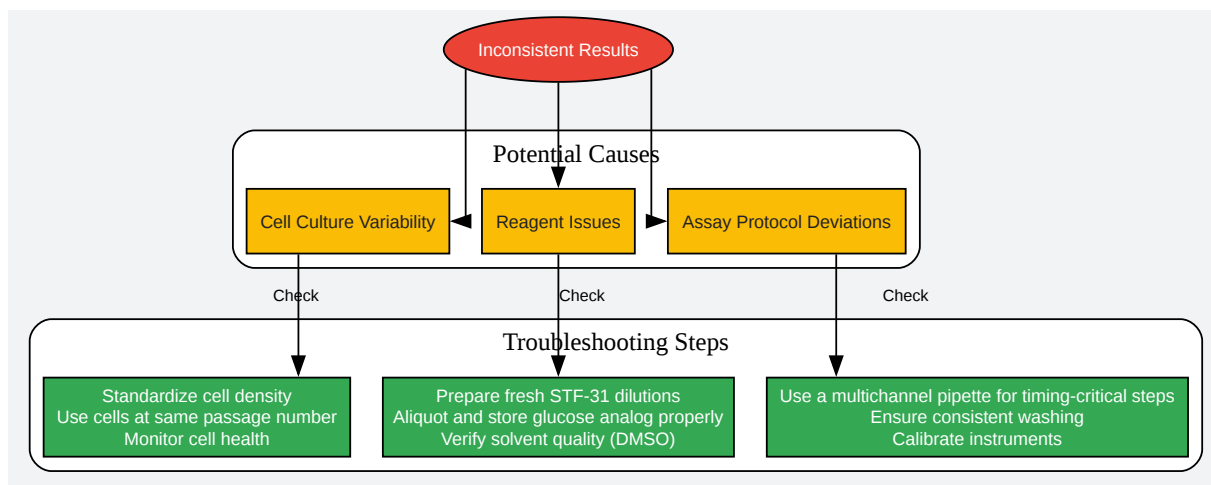 Inconsistent Results
Potential Causes
Cell Culture Variability
Reagent Issues
Assay Protocol Deviations
Check
Check
Check
Troubleshooting Steps
Standardize cell density
Use cells at same passage number
Monitor cell health
Prepare fresh STF-31 dilutions
Aliquot and store glucose analog properly
Verify solvent quality (DMSO)
Use a multichannel pipette for timing-critical steps
Ensure consistent washing
Calibrate instruments